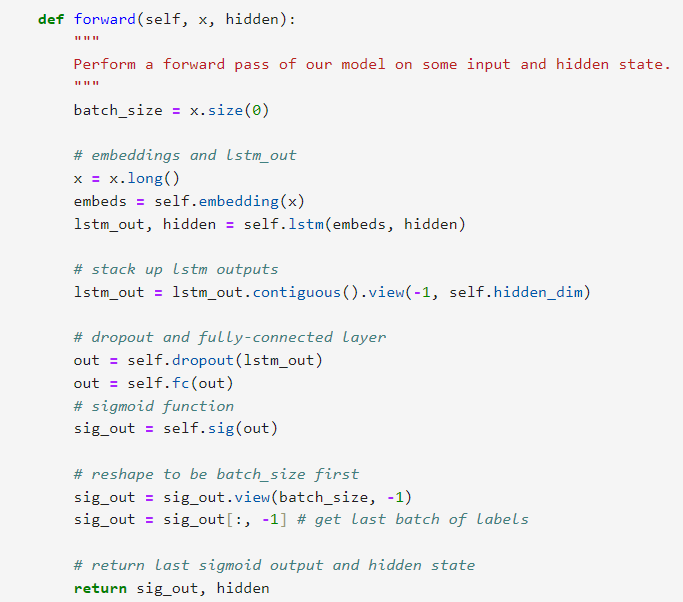 def forward(self, x, hidden):
"""
Perform a forward pass of our model on some input and hidden state.
"""
batch_size = x.size(0)
# embeddings and lstm_out
x = x.long()
embeds = self.embedding(x)
lstm_out, hidden = self.lstm(embeds, hidden)
# stack up lstm outputs
lstm_out = lstm_out.contiguous().view(-1, self.hidden_dim)
# dropout and fully-connected layer
out = self.dropout(lstm_out)
out = self.fc(out)
# sigmoid function
sig_out = self.sig(out)
# reshape to be batch_size first
sig_out = sig_out.view(batch_size, -1)
sig_out = sig_out[:, -1] # get last batch of labels
# return last sigmoid output and hidden state
return sig_out, hidden